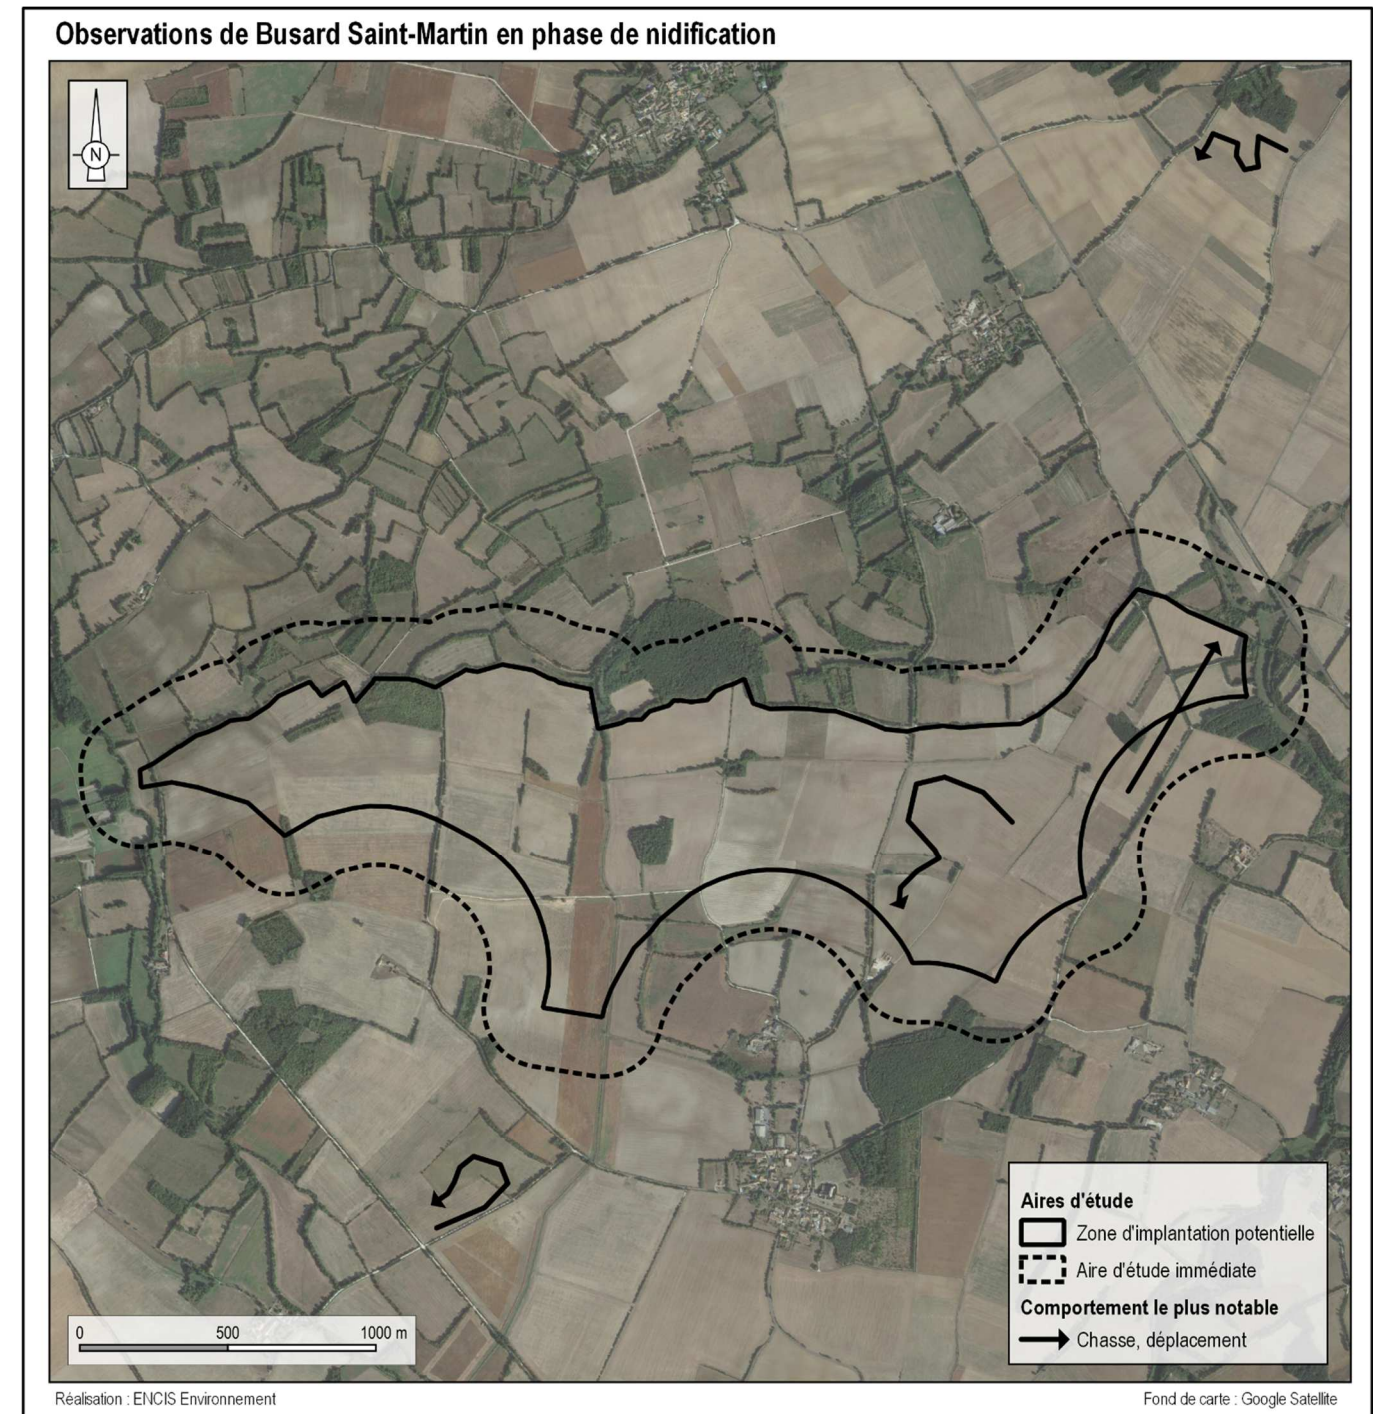 Observations de Busard Saint-Martin en phase de nidification
N
Aires d'étude
Zone d'implantation potentielle
Aire d'étude immédiate
Comportement le plus notable
Chasse, déplacement
0 500 1000 m
Réalisation : ENCIS Environnement
Fond de carte : Google Satellite